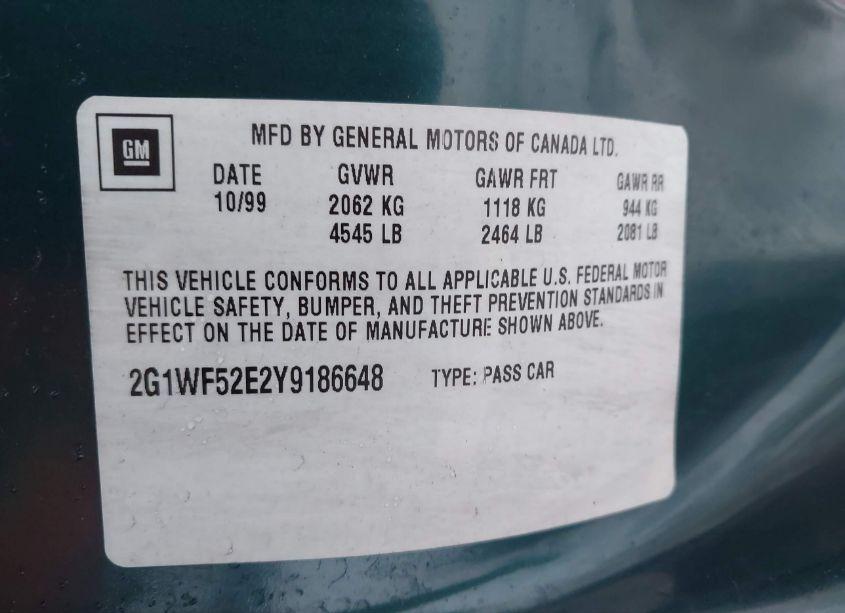 GM
MFD BY GENERAL MOTORS OF CANADA LTD.
DATE GVWR GAWR FRT GAWR RR
10/99 2062 KG 1118 KG 944 KG
4545 LB 2464 LB 2081 LB
THIS VEHICLE CONFORMS TO ALL APPLICABLE U.S. FEDERAL MOTOR
VEHICLE SAFETY, BUMPER, AND THEFT PREVENTION STANDARDS IN
EFFECT ON THE DATE OF MANUFACTURE SHOWN ABOVE.
2G1WF52E2Y9186648 TYPE: PASS CAR